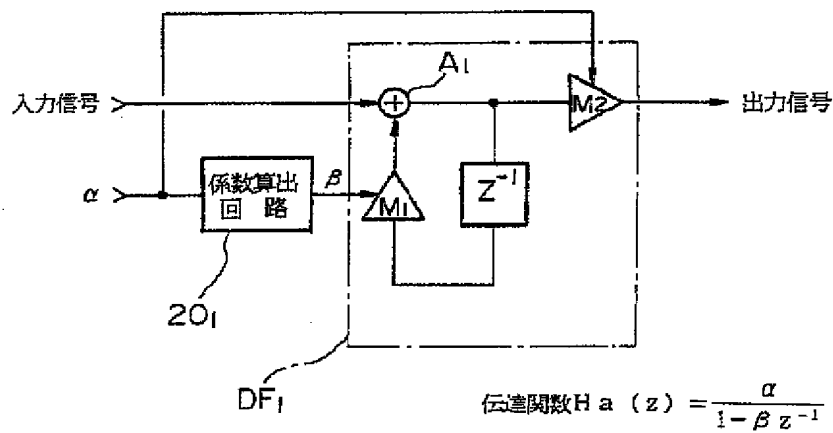 A₁
入力信号
M2
出力信号
α
係数算出
回 路
β
M1
Z⁻¹
20₁
DF₁
伝達関数Ha (z) = α / 1-βz⁻¹